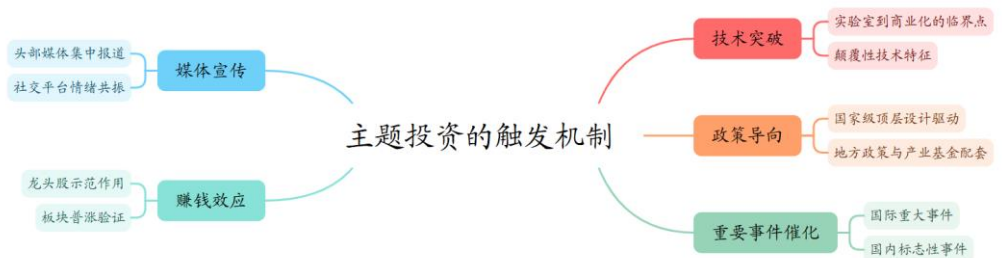 主题投资的触发机制
技术突破
实验室到商业化的临界点
颠覆性技术特征
政策导向
国家级顶层设计驱动
地方政策与产业基金配套
重要事件催化
国际重大事件
国内标志性事件
媒体宣传
头部媒体集中报道
社交平台情绪共振
赚钱效应
龙头股示范作用
板块普涨验证